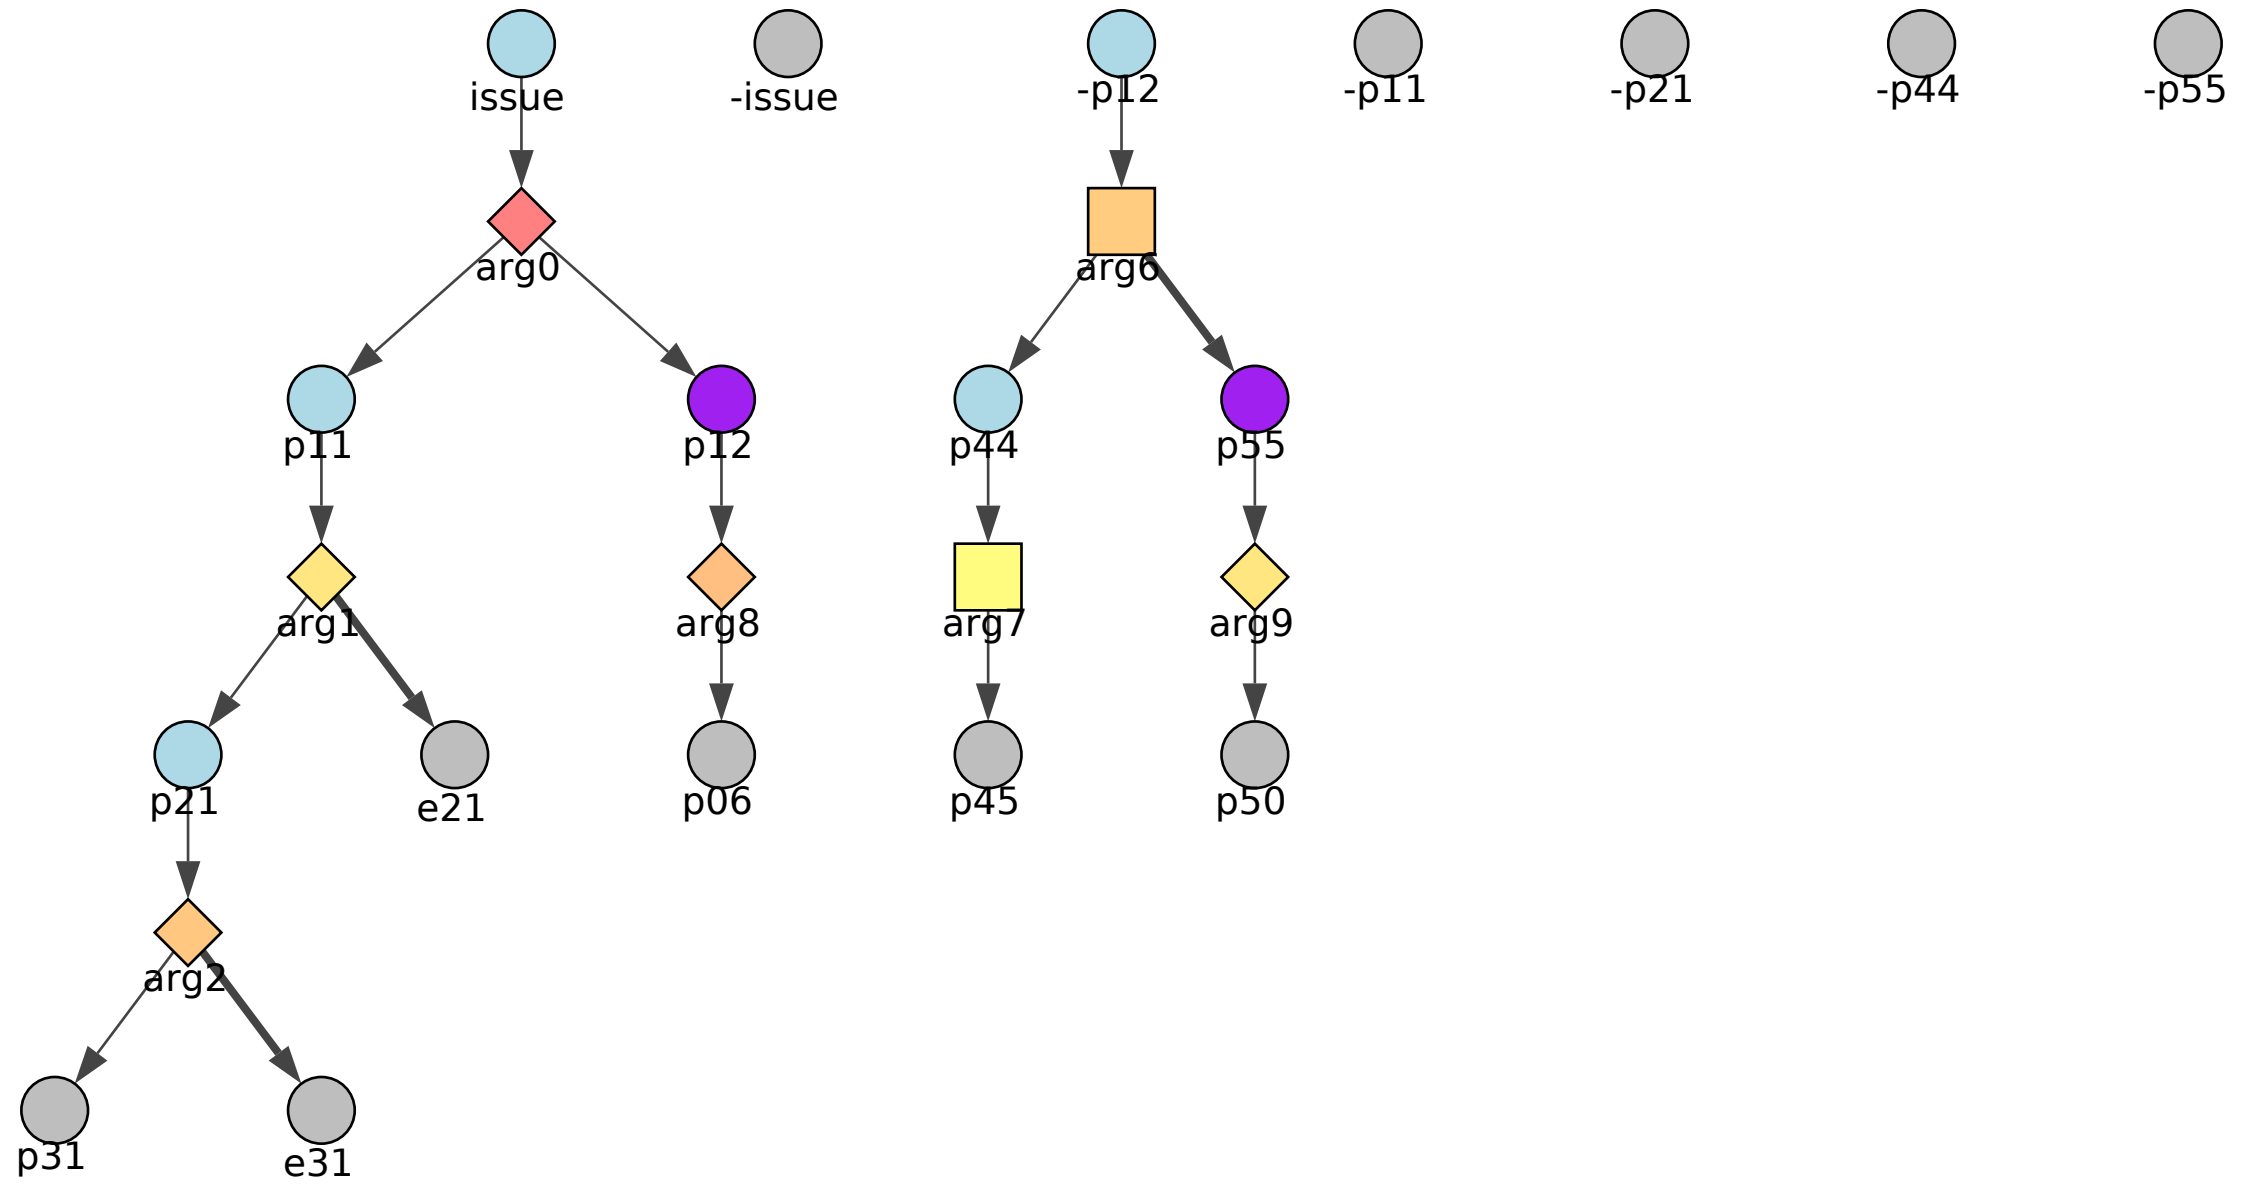 issue
-issue
-p12
-p11
-p21
-p44
-p55
arg0
arg6
p11
p12
p44
p55
arg1
arg8
arg7
arg9
p21
e21
p06
p45
p50
arg2
p31
e31